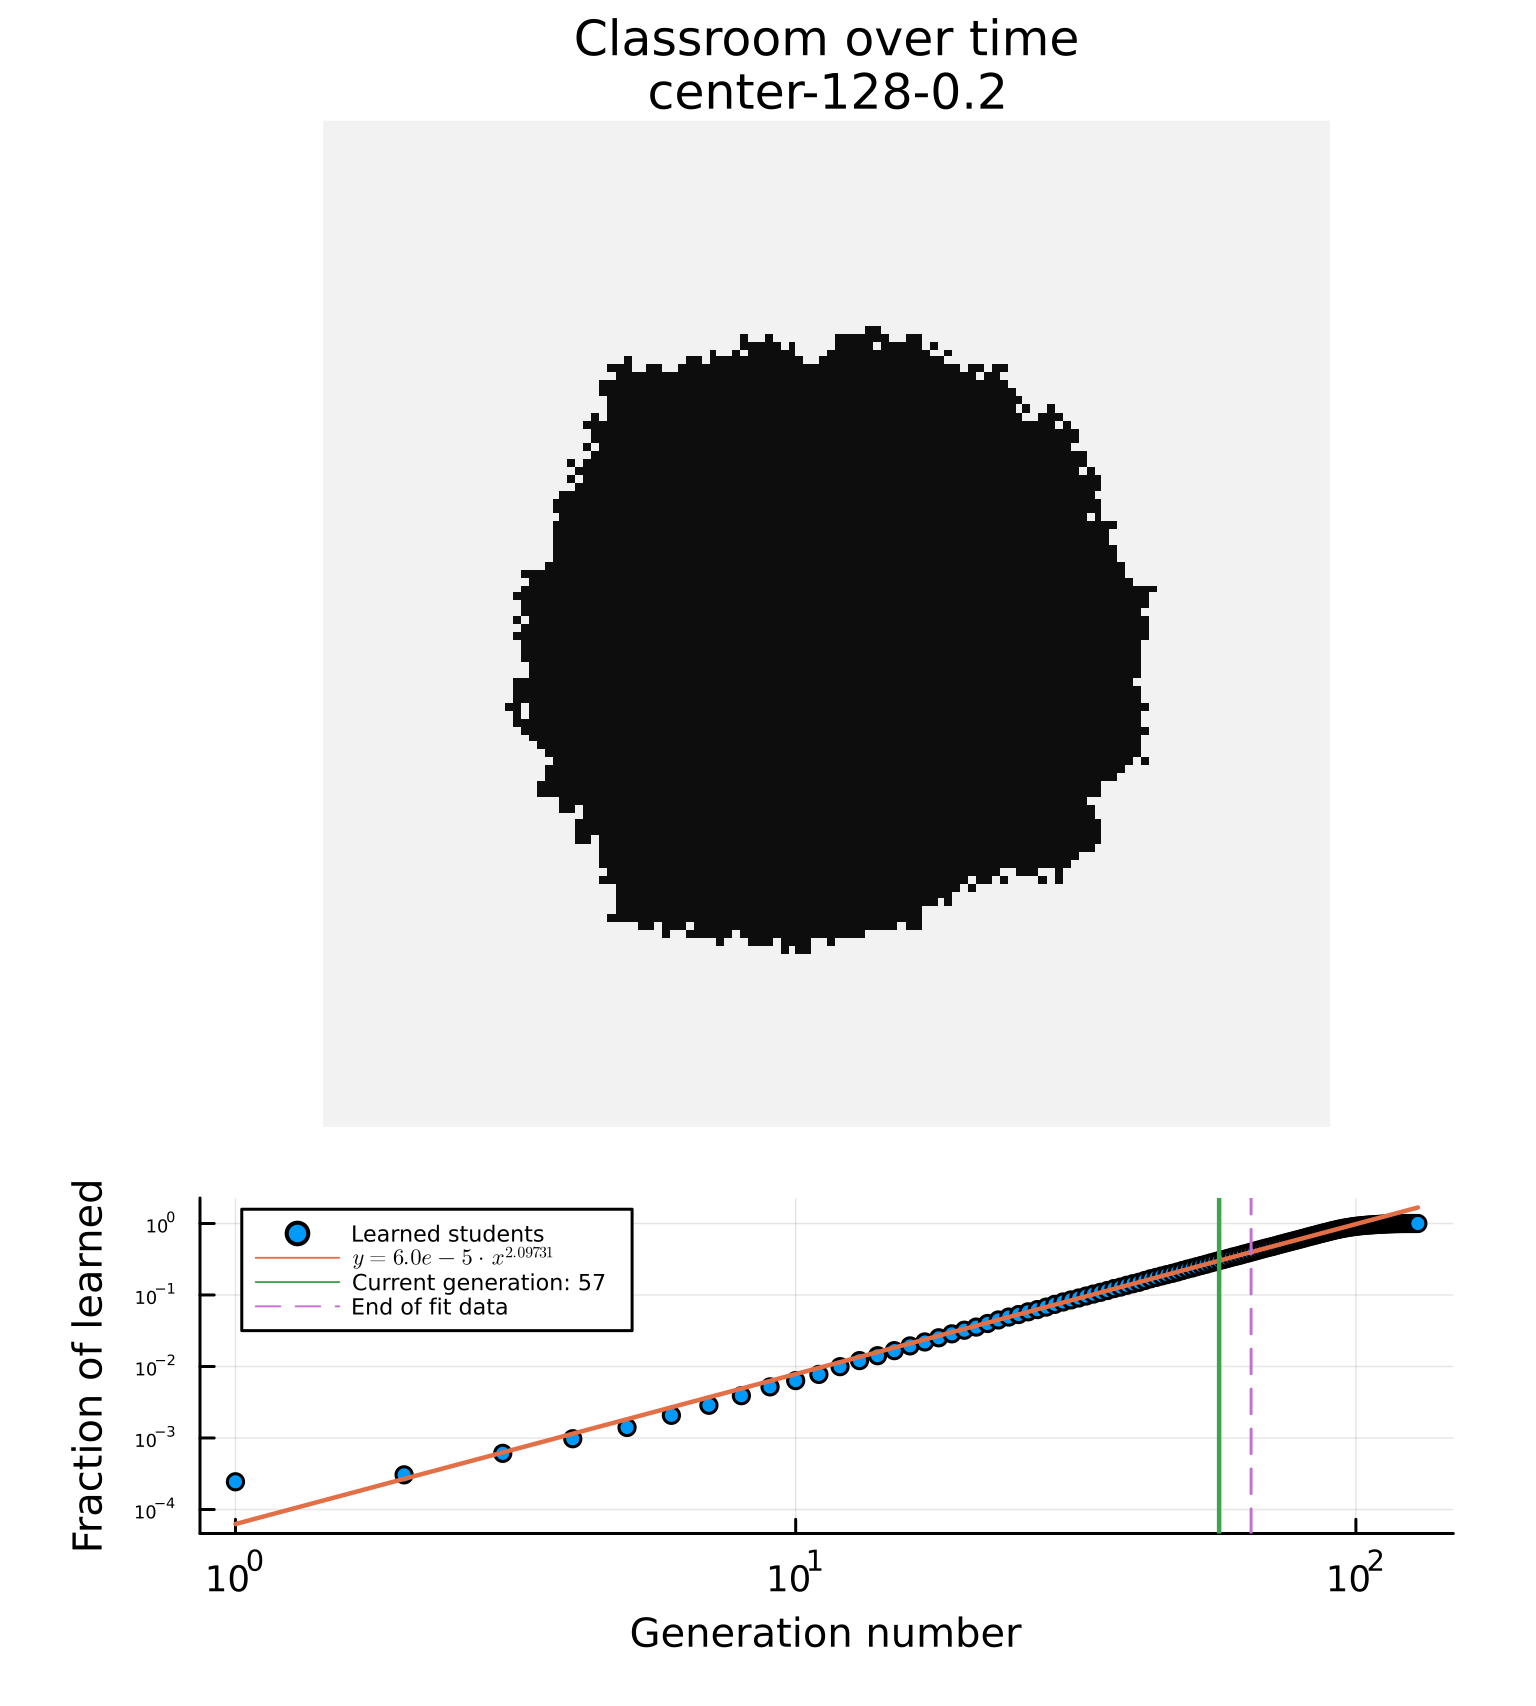 Classroom over time
center-128-0.2
Fraction of learned
10^0
10^-1
10^-2
10^-3
10^-4
Learned students
y = 6.0e − 5 · x^2.09731
Current generation: 57
End of fit data
10^0 10^1 10^2
Generation number